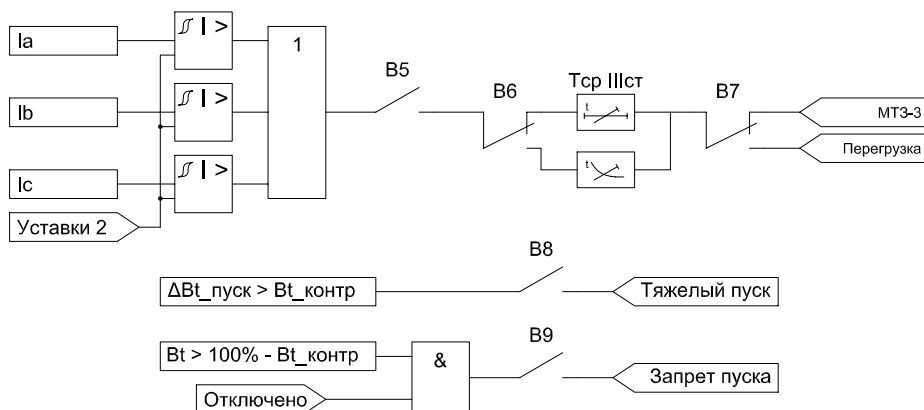 Ia
I >
1
B5
B6
Тср IIIст
t
B7
МТЗ-3
Ib
I >
Перегрузка
t
Ic
I >
Уставки 2
B8
ΔBt_пуск > Bt_контр
Тяжелый пуск
B9
Bt > 100% - Bt_контр
&
Запрет пуска
Отключено